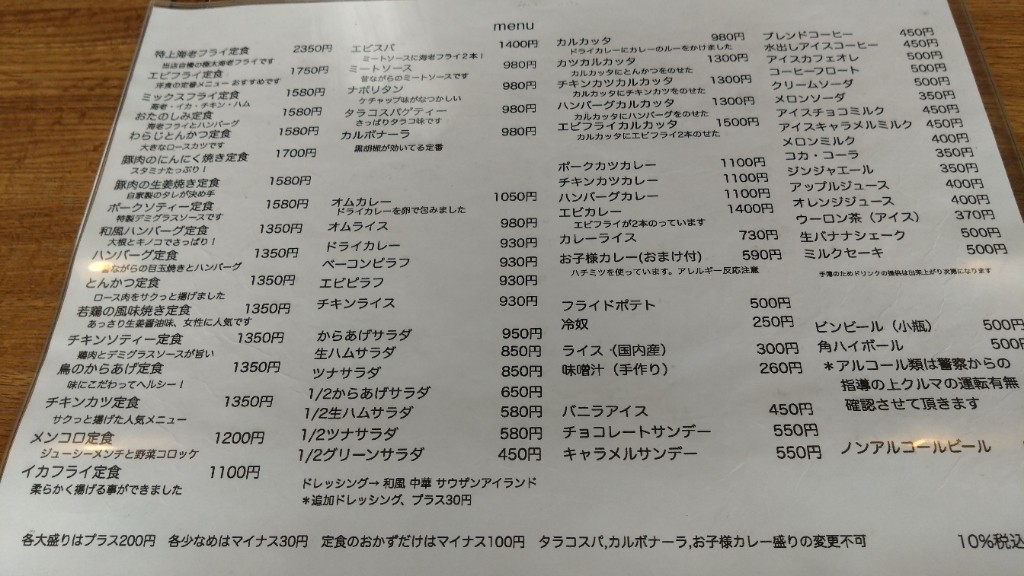 menu
特上海老フライ定食 2350円
当店自慢の極太海老フライです
エビフライ定食 1750円
洋食の定番メニューおすすめです
ミックスフライ定食 1580円
海老・イカ・チキン・ハム
おたのしみ定食 1580円
海老フライとハンバーグ
わらじとんかつ定食 1580円
大きなロースカツです
豚肉のにんにく焼き定食 1700円
スタミナたっぷり！
豚肉の生姜焼き定食 1580円
自家製のタレが決め手
ポークソティー定食 1580円
特製デミグラスソースです
和風ハンバーグ定食 1350円
大根とキノコでさっぱり！
ハンバーグ定食 1350円
昔ながらの目玉焼きとハンバーグ
とんかつ定食 1350円
ロース肉をサクっと揚げました
若鶏の風味焼き定食 1350円
あっさり生姜醤油味、女性に人気です
チキンソティー定食 1350円
鶏肉とデミグラスソースが旨い
鳥のからあげ定食 1350円
味にこだわってヘルシー！
チキンカツ定食 1350円
サクっと揚げた人気メニュー
メンコロ定食 1200円
ジューシーメンチと野菜コロッケ
イカフライ定食 1100円
柔らかく揚げる事ができました
エビスパ 1400円
ミートソースに海老フライ2本！
ミートソース 980円
昔ながらのミートソースです
ナポリタン 980円
ケチャップ味がなつかしい
タラコスパゲティー 980円
さっぱりタラコ味です
カルボナーラ 980円
黒胡椒が効いてる定番
オムカレー 1050円
ドライカレーを卵で包みました
オムライス 980円
ドライカレー 930円
ベーコンピラフ 930円
エビピラフ 930円
チキンライス 930円
からあげサラダ 950円
生ハムサラダ 850円
ツナサラダ 850円
1/2からあげサラダ 650円
1/2生ハムサラダ 580円
1/2ツナサラダ 580円
1/2グリーンサラダ 450円
ドレッシング→ 和風 中華 サウザンアイランド
＊追加ドレッシング、プラス30円
カルカッタ 980円
ドライカレーにカレーのルーをかけました
カツカルカッタ 1300円
カルカッタにとんかつをのせた
チキンカツカルカッタ 1300円
カルカッタにチキンカツをのせた
ハンバーグカルカッタ 1300円
カルカッタにハンバーグをのせた
エビフライカルカッタ 1500円
カルカッタにエビフライ2本のせた
ポークカツカレー 1100円
チキンカツカレー 1100円
ハンバーグカレー 1100円
エビカレー 1400円
エビフライが2本のっています
カレーライス 730円
お子様カレー(おまけ付) 590円
ハチミツを使っています。アレルギー反応注意
フライドポテト 500円
冷奴 250円
ライス（国内産） 300円
味噌汁（手作り） 260円
バニラアイス 450円
チョコレートサンデー 550円
キャラメルサンデー 550円
ブレンドコーヒー 450円
水出しアイスコーヒー 450円
アイスカフェオレ 500円
コーヒーフロート 500円
クリームソーダ 500円
メロンソーダ 350円
アイスチョコミルク 450円
アイスキャラメルミルク 450円
メロンミルク 400円
コカ・コーラ 350円
ジンジャエール 350円
アップルジュース 400円
オレンジジュース 400円
ウーロン茶（アイス） 370円
生バナナシェーク 500円
ミルクセーキ 500円
手薄のためドリンクの提供は出来上がり次第になります
ビンビール（小瓶） 500円
角ハイボール 500円
＊アルコール類は警察からの
指導の上クルマの運転有無
確認させて頂きます
ノンアルコールビール
各大盛りはプラス200円 各少なめはマイナス30円 定食のおかずだけはマイナス100円 タラコスパ,カルボナーラ,お子様カレー盛りの変更不可 10%税込